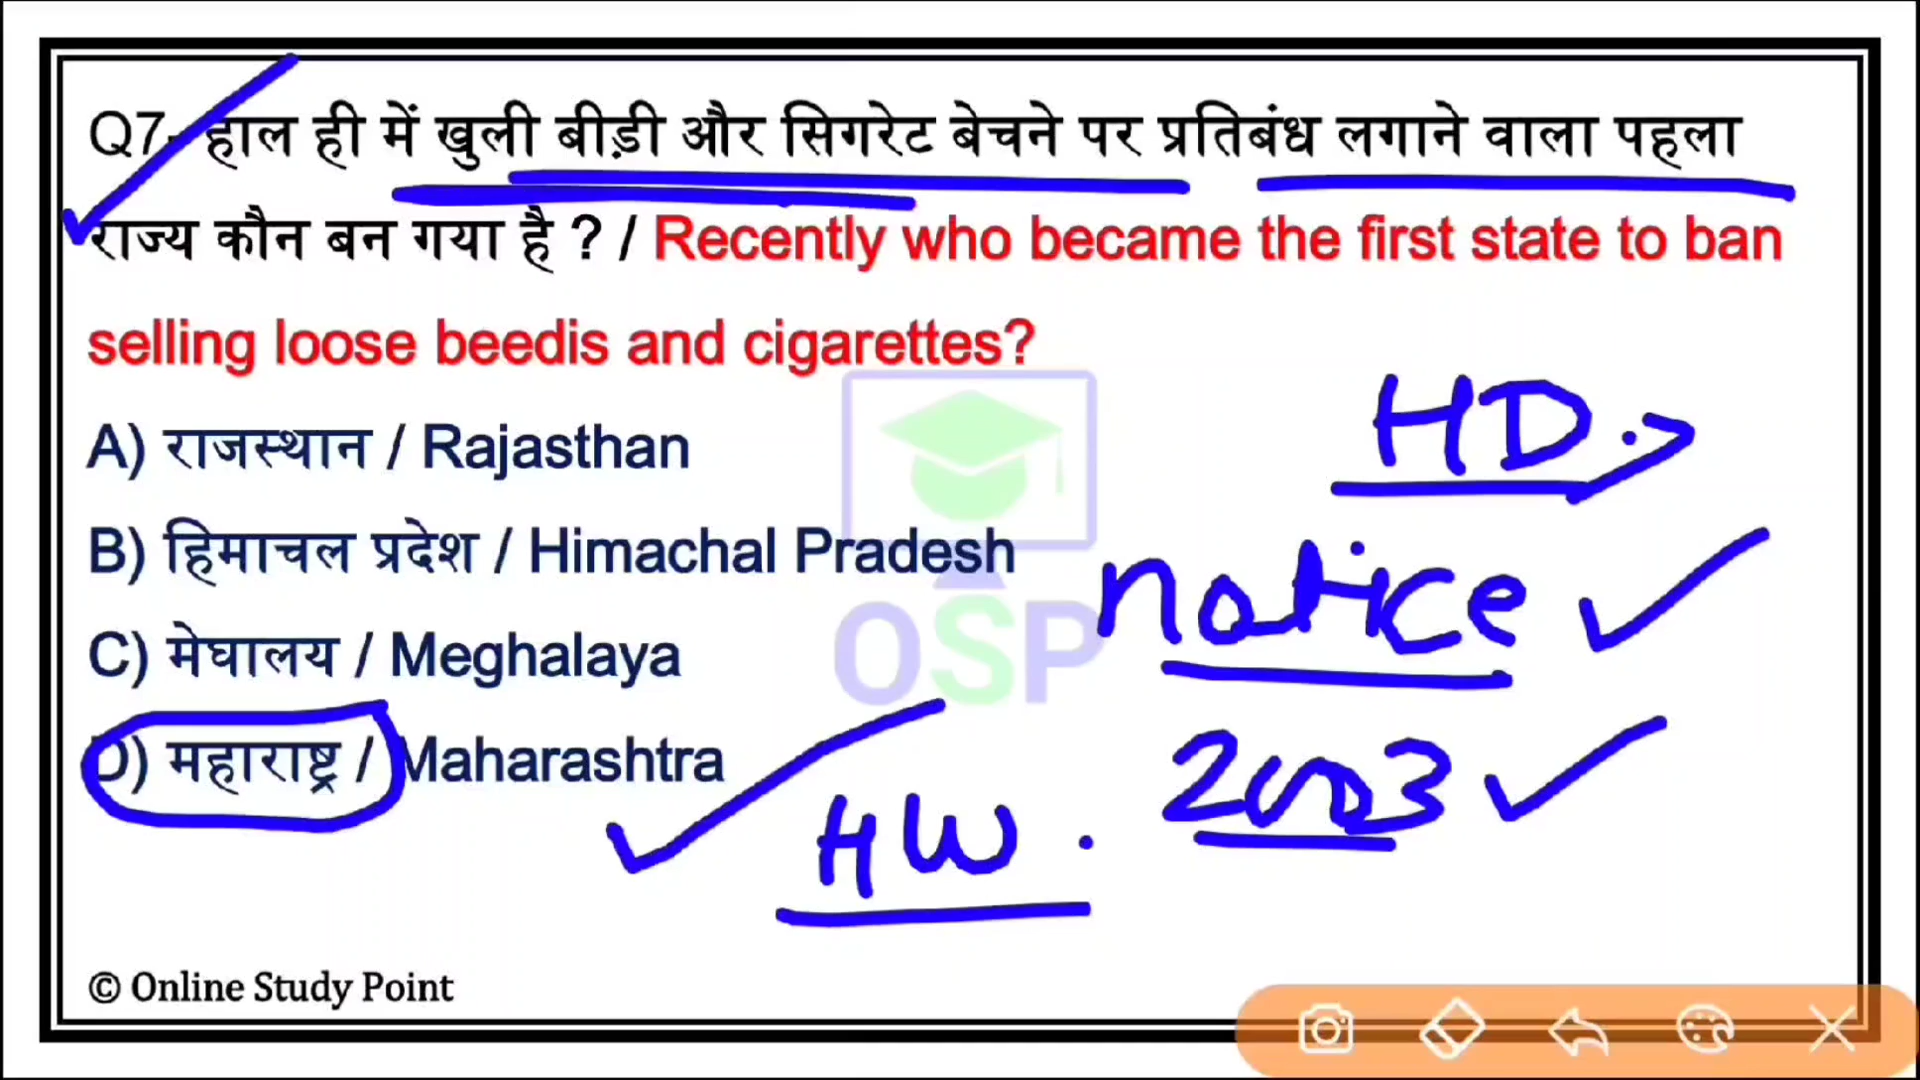 Q7- हाल ही में खुली बीड़ी और सिगरेट बेचने पर प्रतिबंध लगाने वाला पहला
राज्य कौन बन गया है ? / Recently who became the first state to ban
selling loose beedis and cigarettes?
A) राजस्थान / Rajasthan
B) हिमाचल प्रदेश / Himachal Pradesh
C) मेघालय / Meghalaya
D) महाराष्ट्र / Maharashtra
HD.
notice
2003
HW.
OSP
© Online Study Point